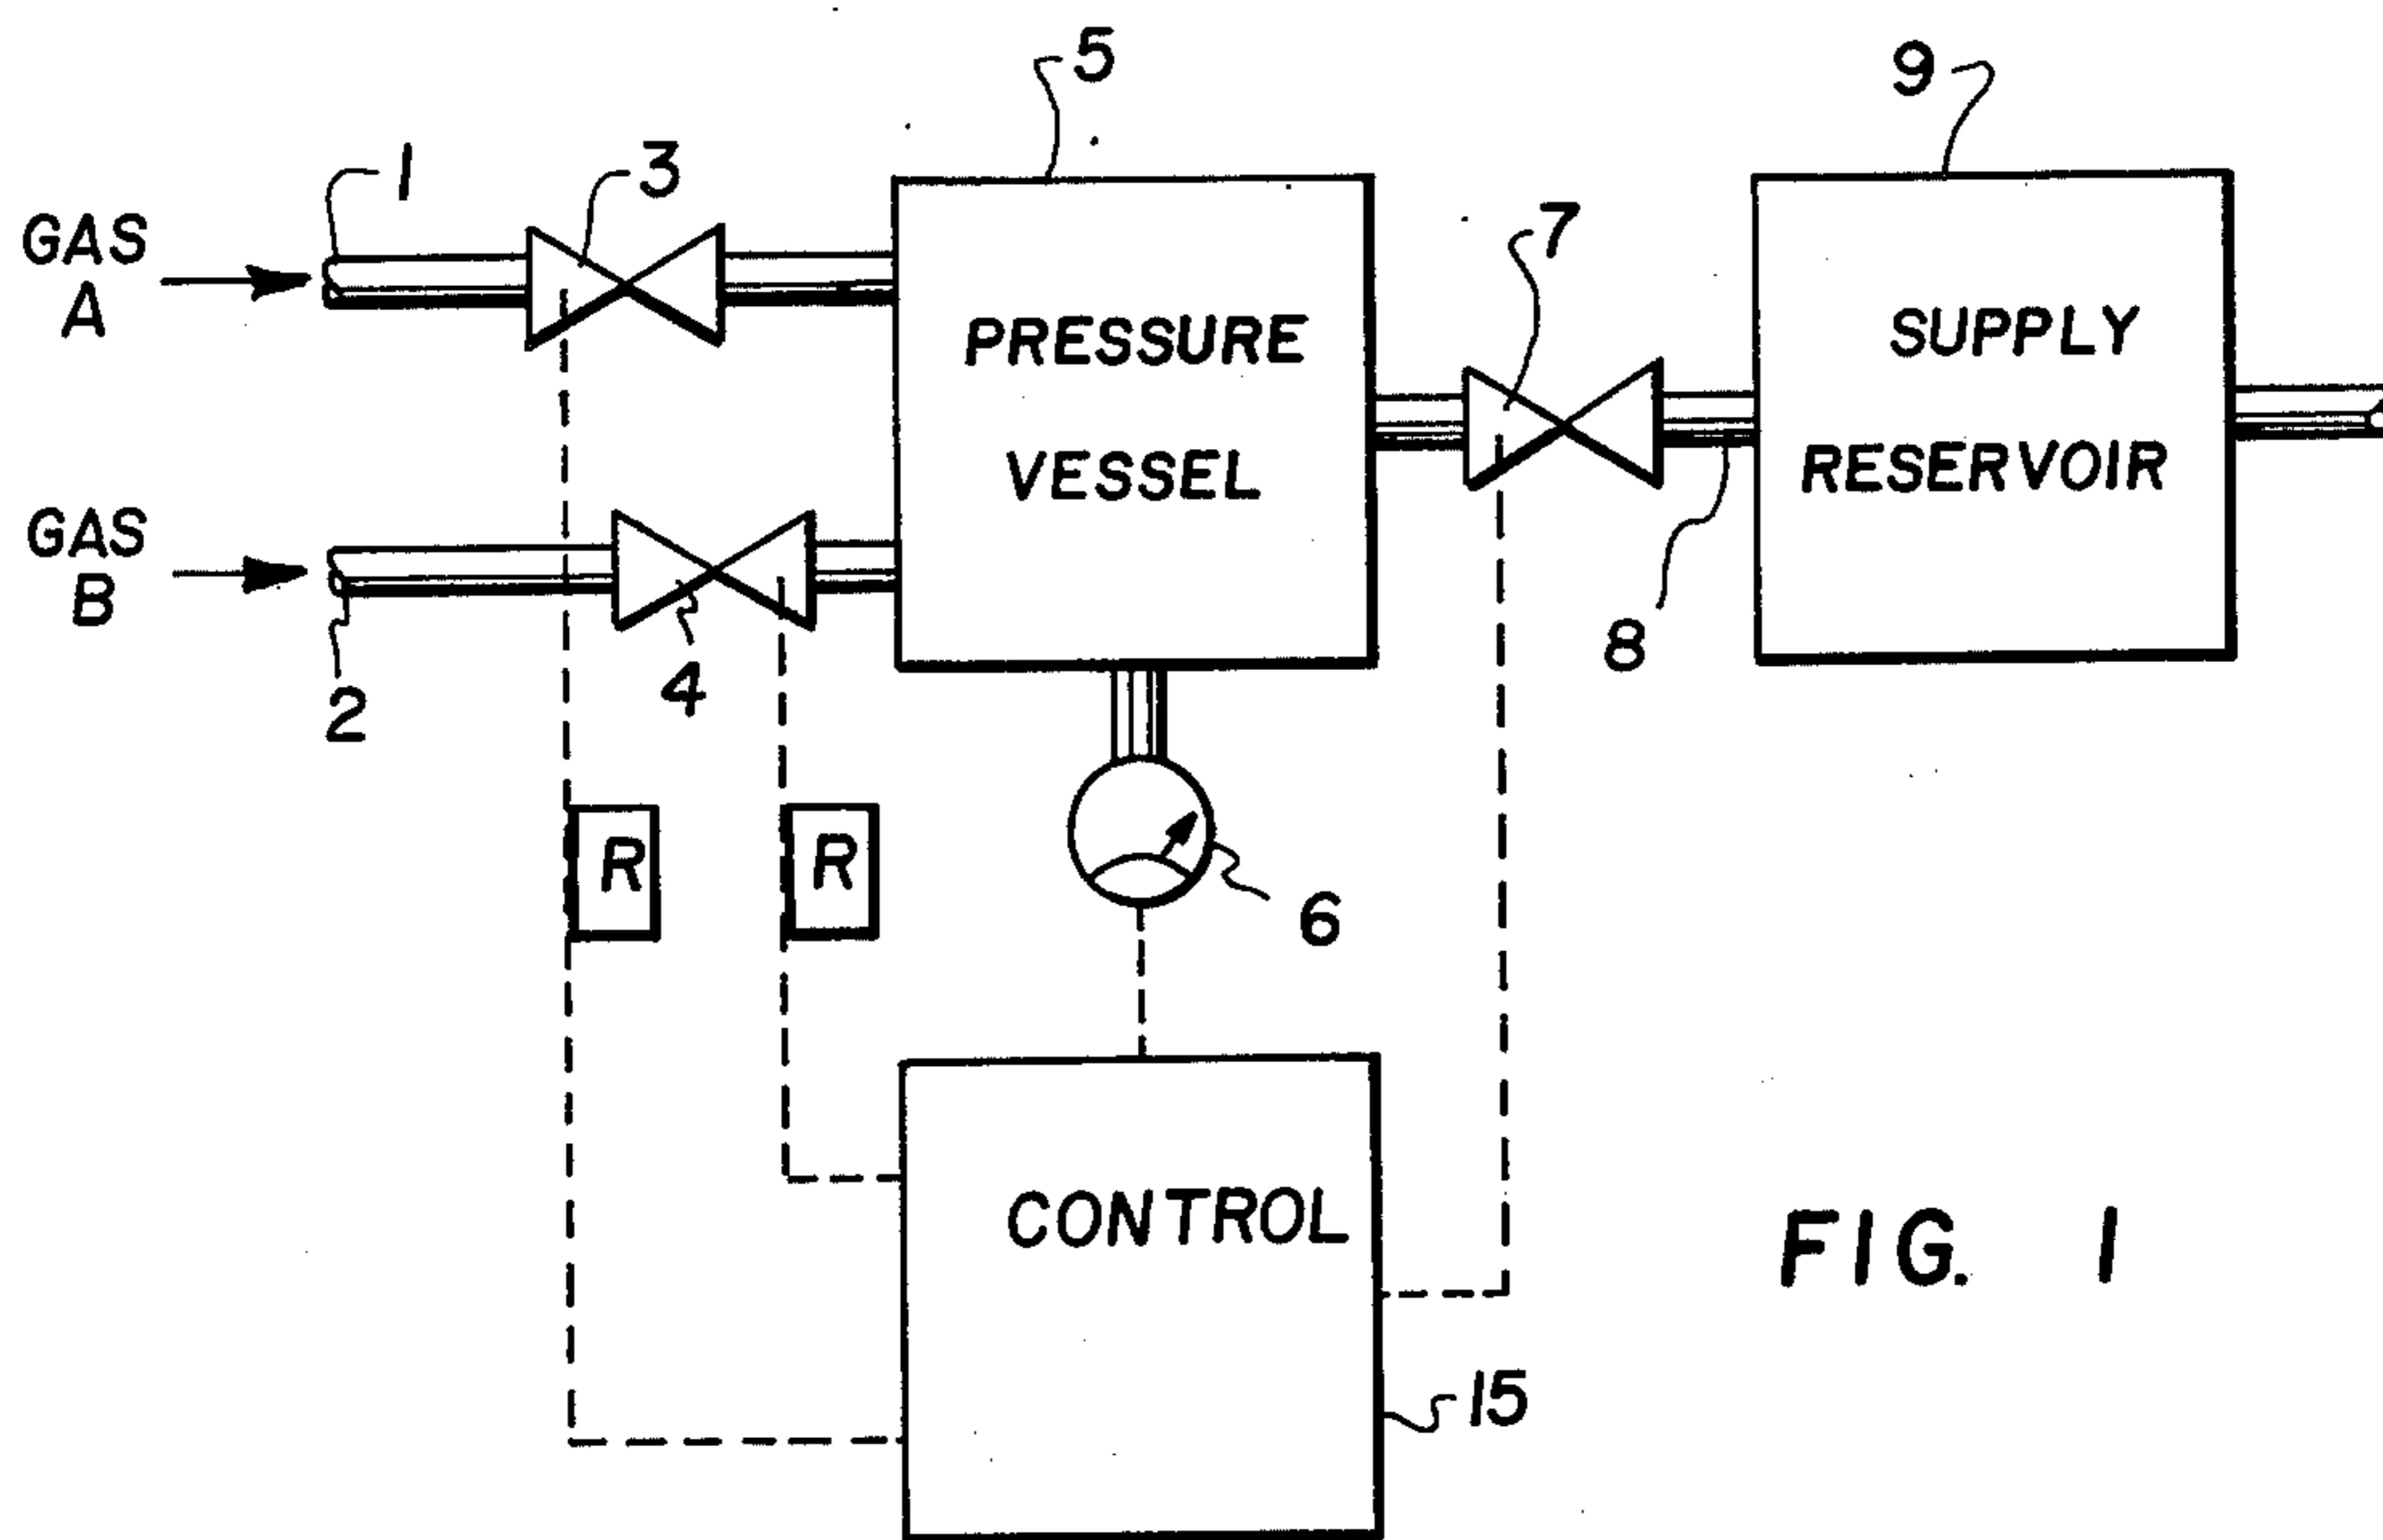 5
9
1
3
7
GAS
A
PRESSURE
VESSEL
SUPPLY
RESERVOIR
GAS
B
2
4
8
R
R
6
CONTROL
15
FIG. 1